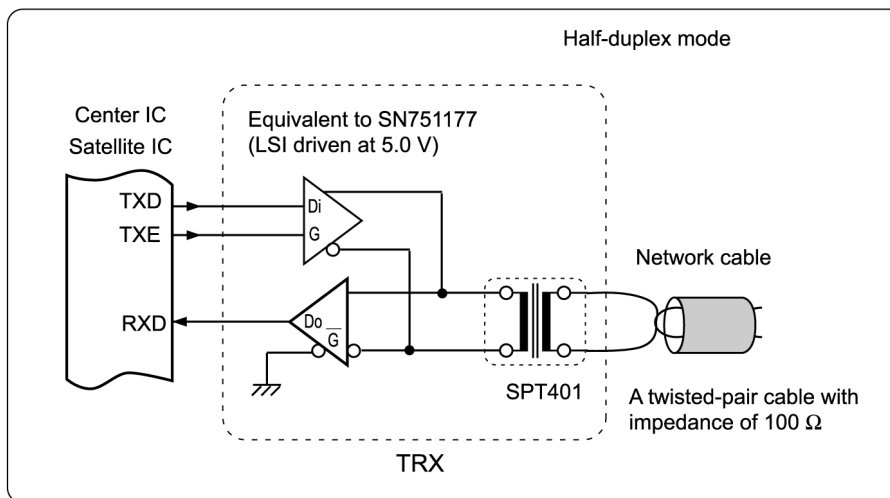 Half-duplex mode
Center IC
Satellite IC
Equivalent to SN751177
(LSI driven at 5.0 V)
TXD
Di
TXE
G
Network cable
RXD
Do
G
SPT401
A twisted-pair cable with
impedance of 100 Ω
TRX